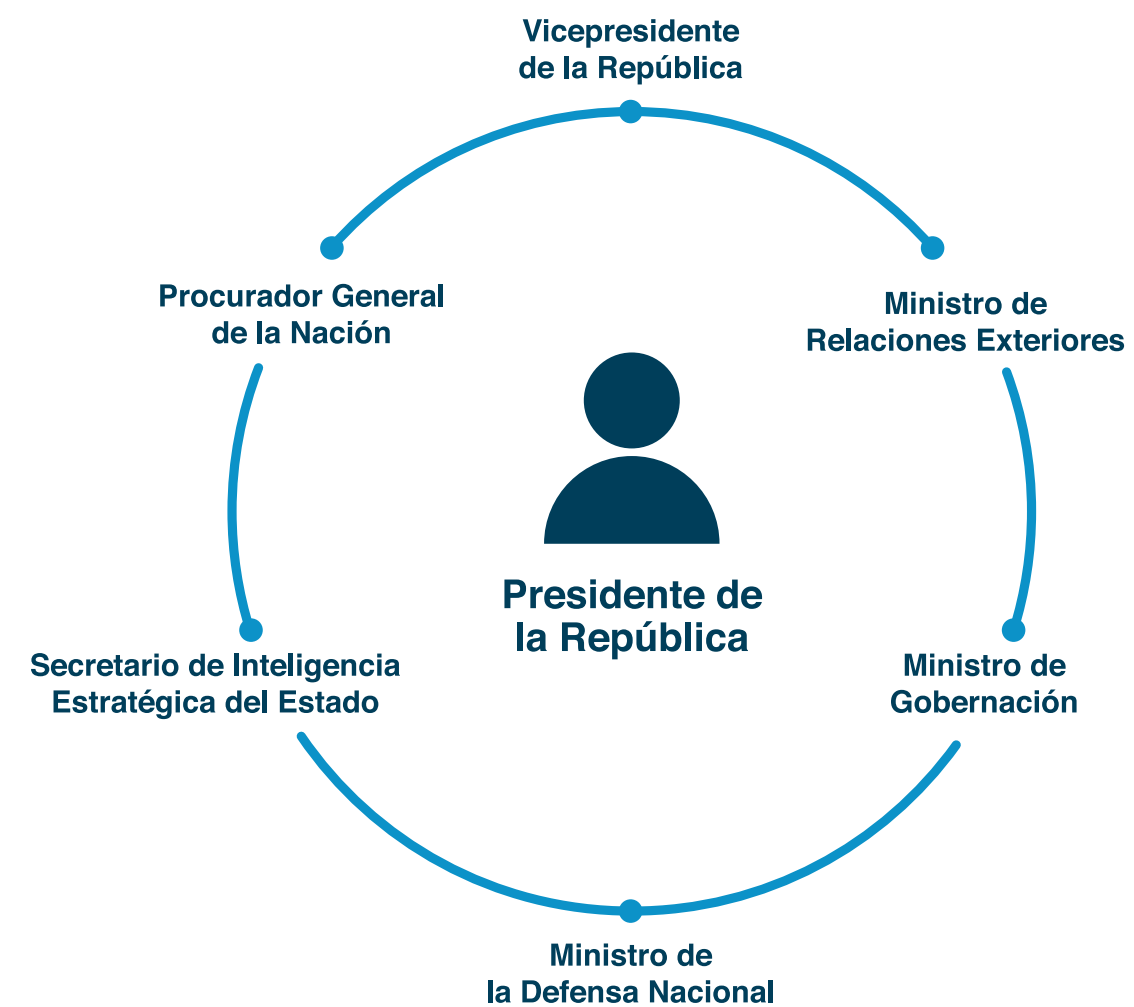 Vicepresidente
de la República
Procurador General
de la Nación
Ministro de
Relaciones Exteriores
Presidente de
la República
Secretario de Inteligencia
Estratégica del Estado
Ministro de
Gobernación
Ministro de
la Defensa Nacional